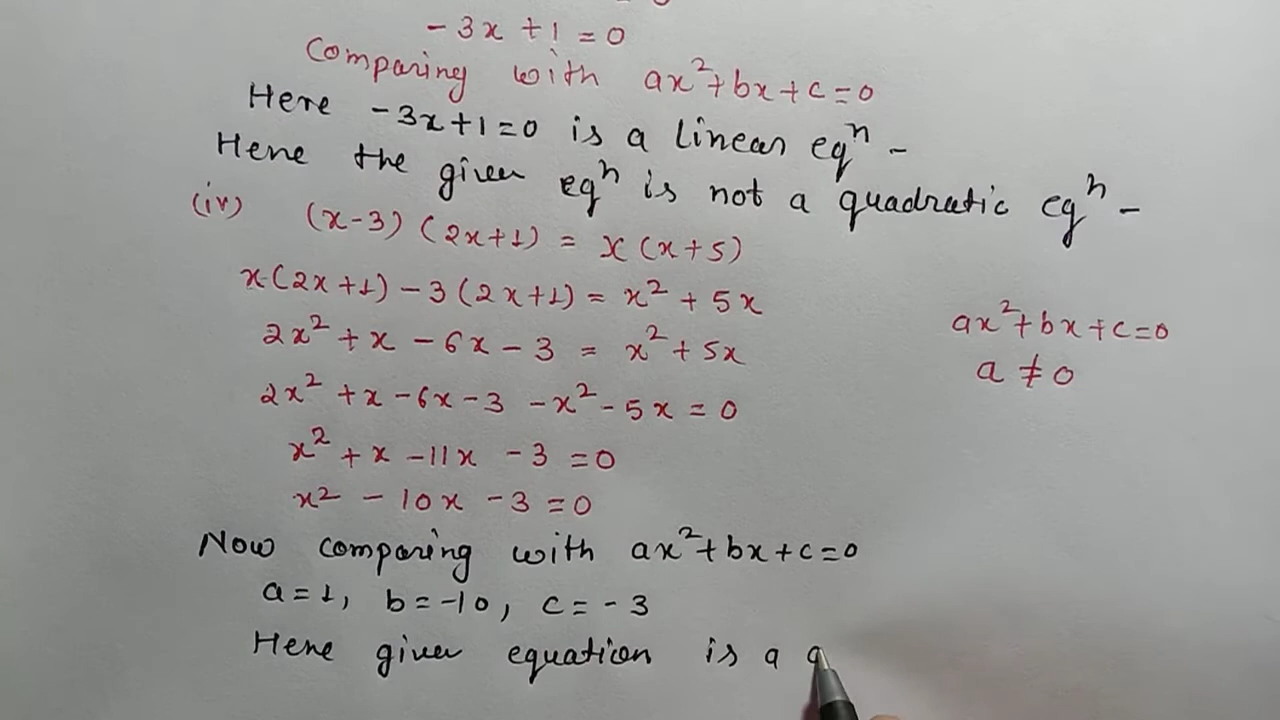 -3x +1 = 0
Comparing with ax²+bx+c=0
Here -3x+1=0 is a linear eqⁿ -
Here the given eqⁿ is not a quadratic eqⁿ -
(iv) (x-3) (2x+1) = x(x+5)
x(2x+1) - 3(2x+1) = x² + 5x
2x² + x - 6x - 3 = x² + 5x
ax²+bx+c=0
a ≠ 0
2x² + x - 6x - 3 - x² - 5x = 0
x² + x - 11x - 3 = 0
x² - 10x - 3 = 0
Now comparing with ax²+bx+c=0
a=1, b=-10, c=-3
Here given equation is a